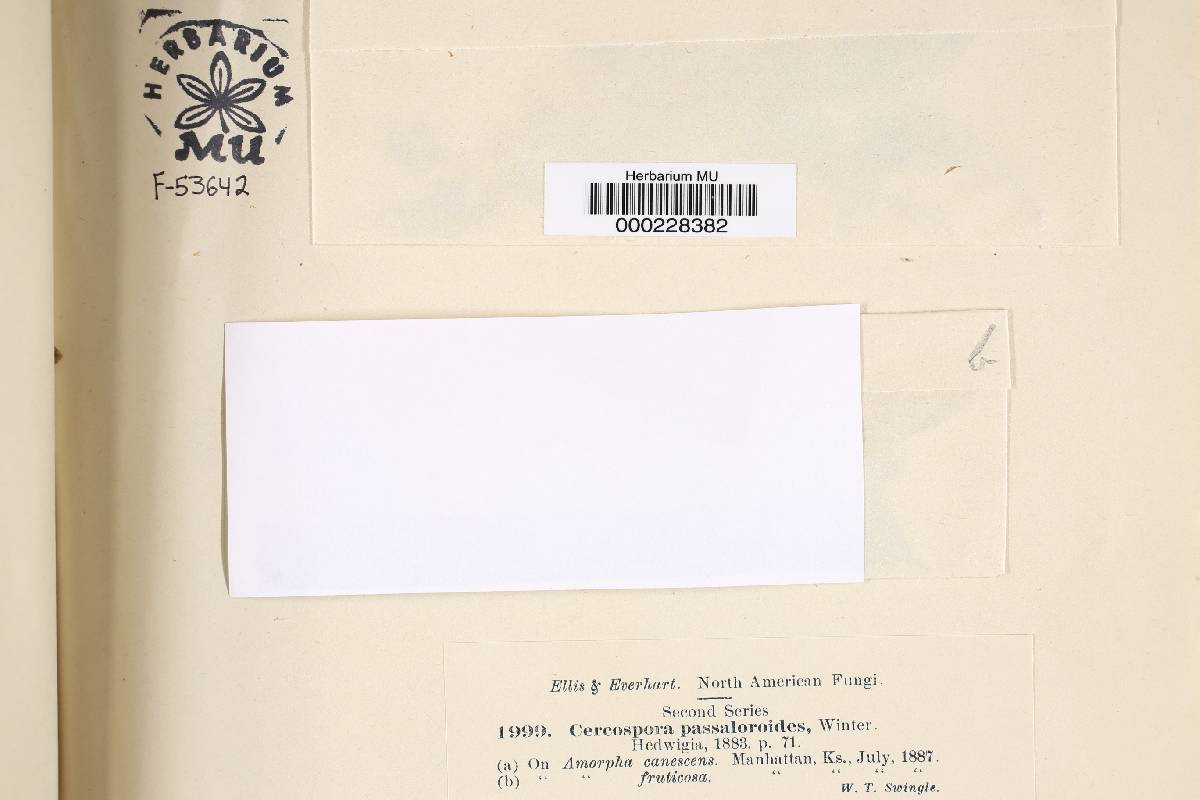 HERBARIUM
MU
F-53642
Herbarium MU
000228382
b
Ellis & Everhart. North American Fungi.
Second Series
1999. Cercospora passaloroides, Winter.
Hedwigia, 1883. p. 71.
(a) On Amorpha canescens. Manhattan, Ks., July, 1887.
(b) " " fruticosa. " " " "
W. T. Swingle.